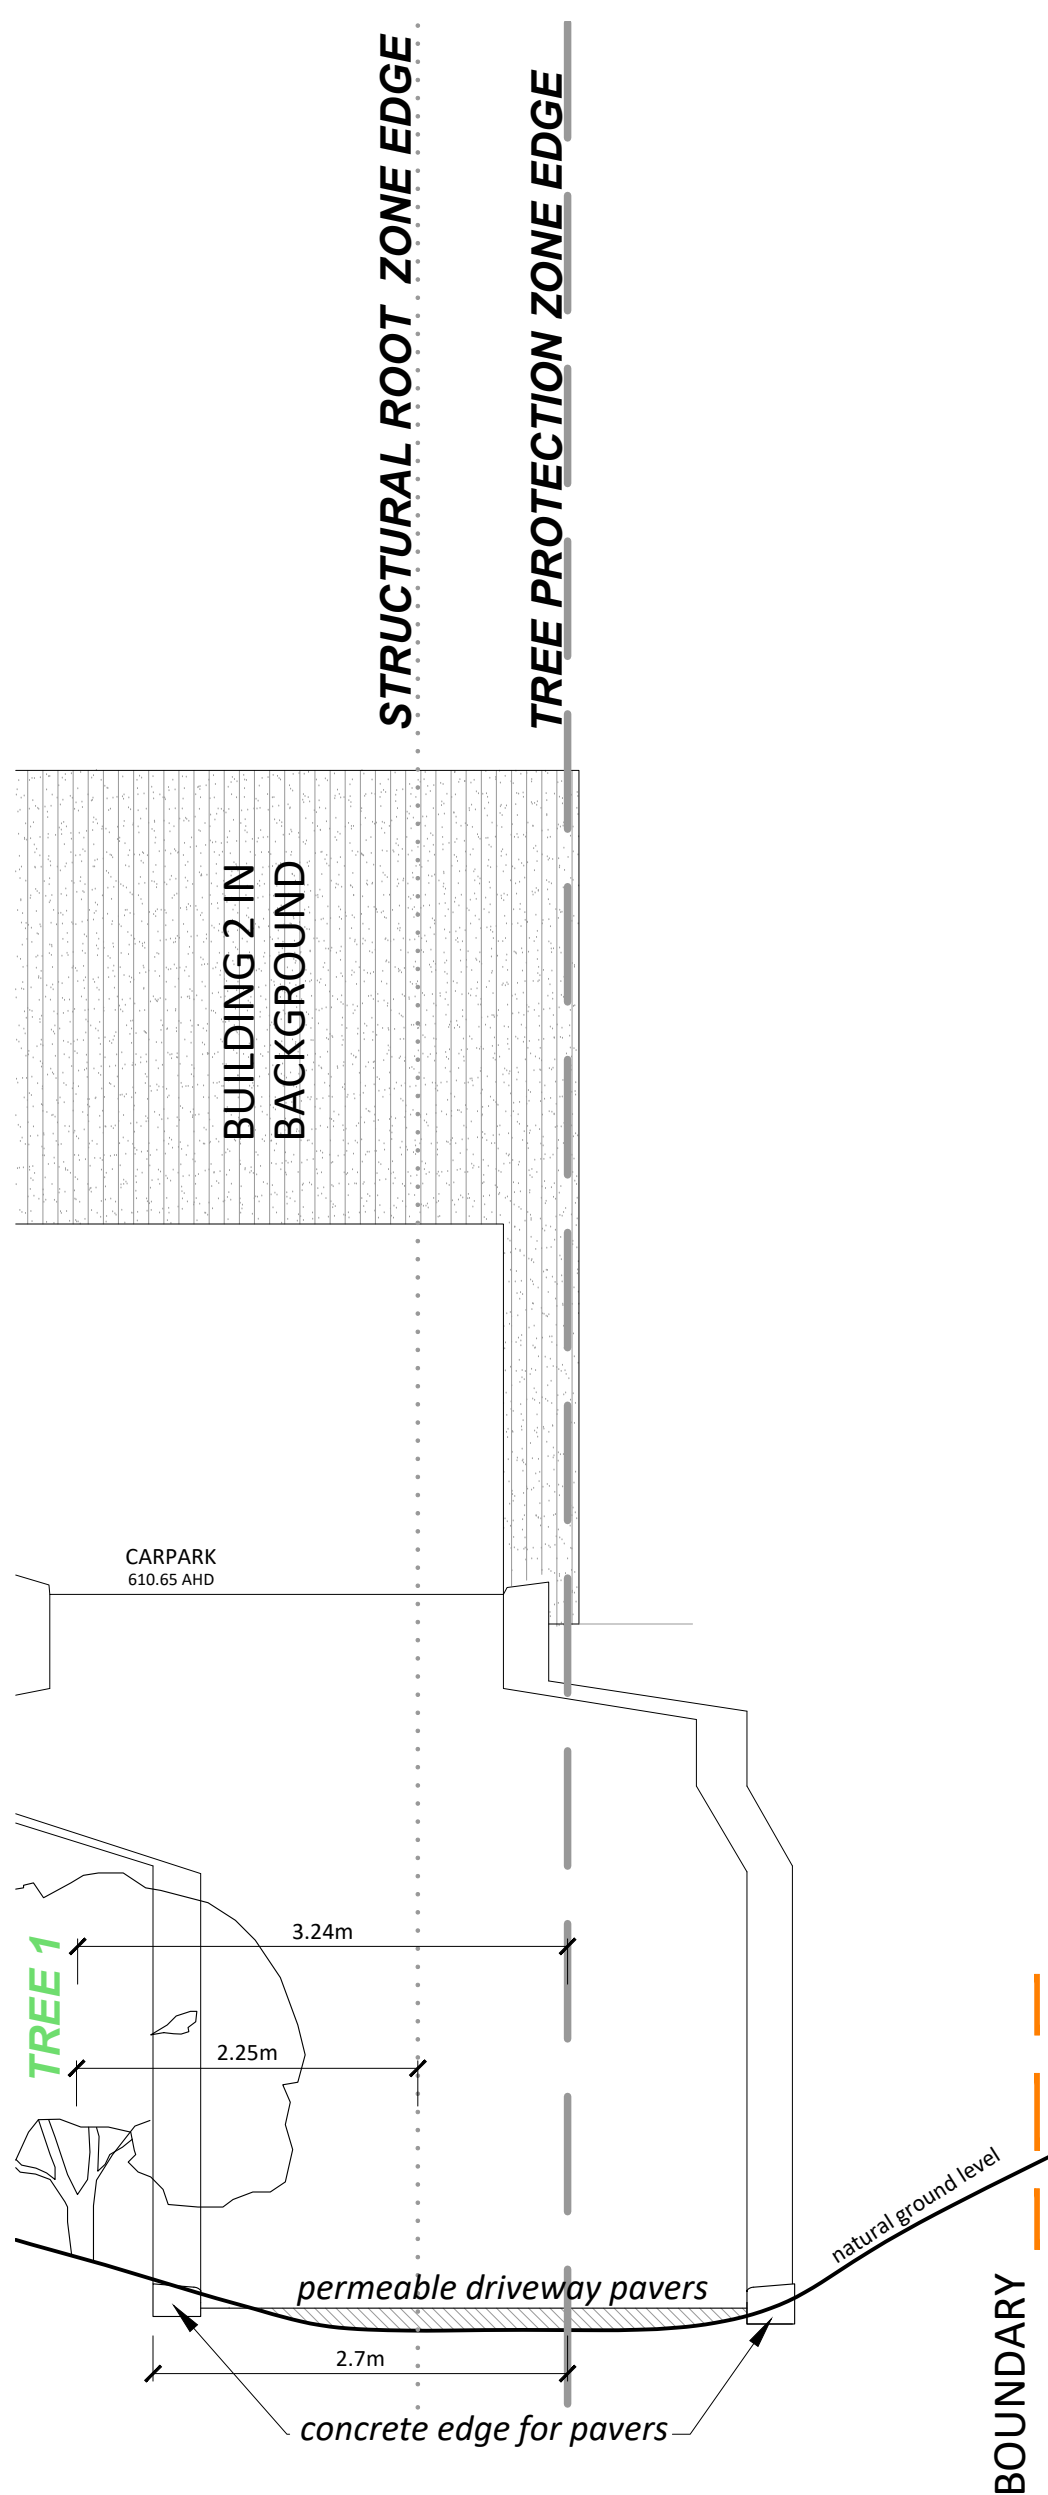 STRUCTURAL ROOT ZONE EDGE
TREE PROTECTION ZONE EDGE
BUILDING 2 IN
BACKGROUND
CARPARK
610.65 AHD
TREE 1
3.24m
2.25m
natural ground level
permeable driveway pavers
2.7m
concrete edge for pavers
BOUNDARY